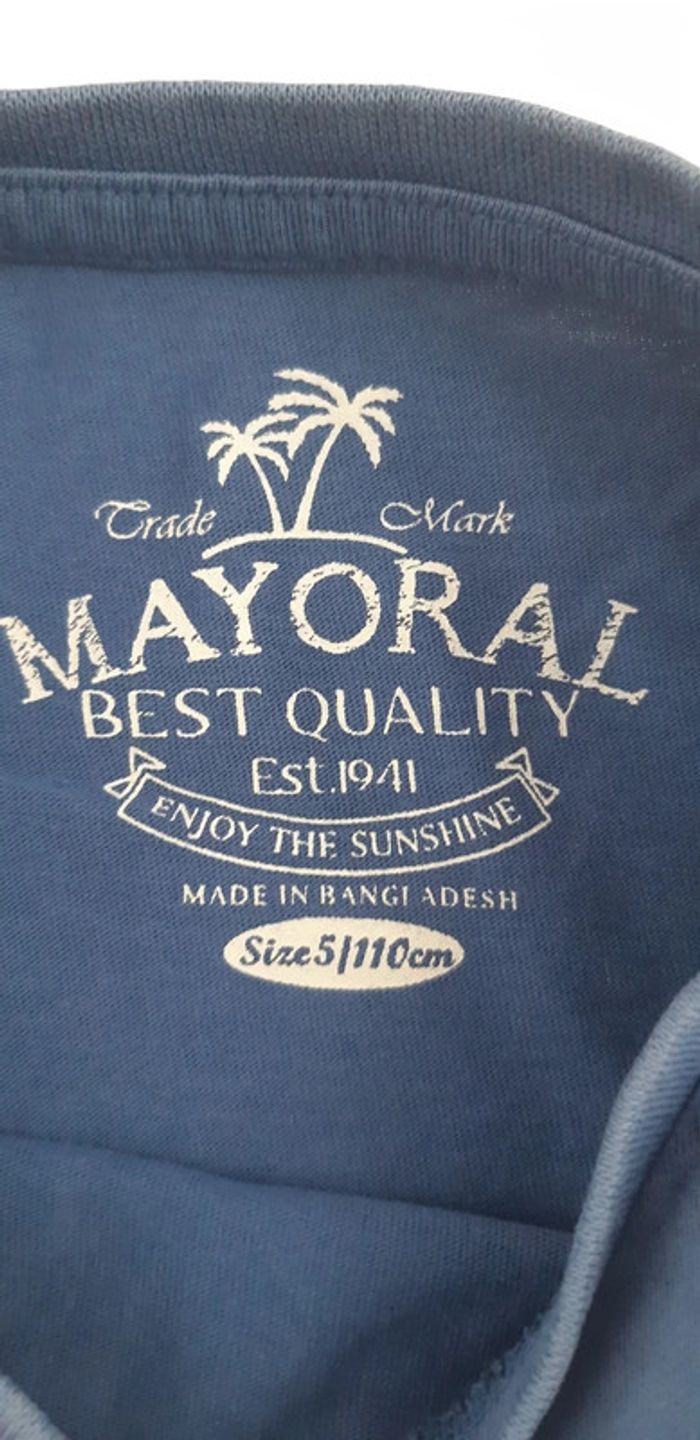 Trade Mark
MAYORAL
BEST QUALITY
Est.1941
ENJOY THE SUNSHINE
MADE IN BANGLADESH
Size 5/110cm